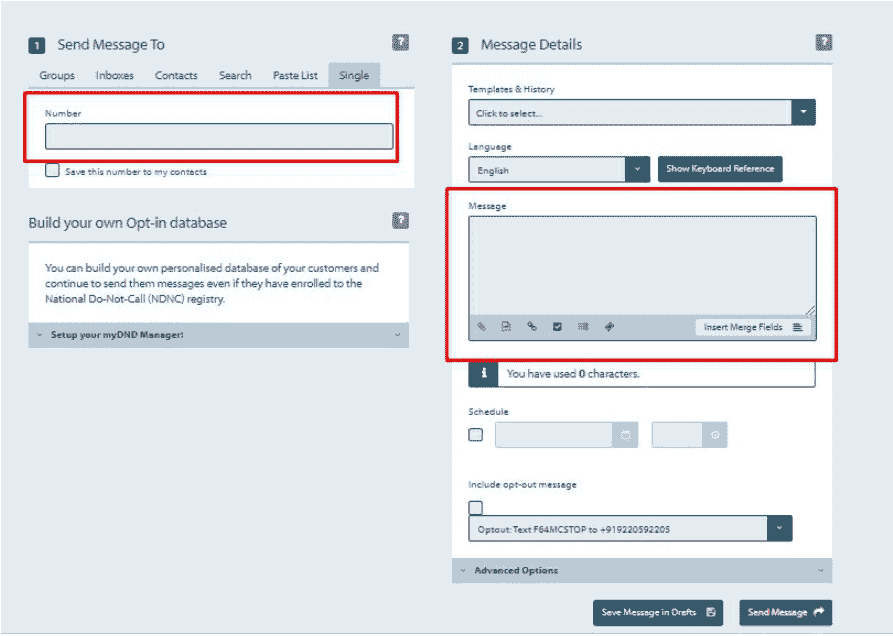 1 Send Message To ?
Groups Inboxes Contacts Search Paste List Single
Number
Save this number to my contacts
Build your own Opt-in database ?
You can build your own personalised database of your customers and
continue to send them messages even if they have enrolled to the
National Do-Not-Call (NDNC) registry.
Setup your myDND Manager!
2 Message Details ?
Templates & History
Click to select...
Language
English Show Keyboard Reference
Message
Insert Merge Fields
i You have used 0 characters.
Schedule
Include opt-out message
Optout: Text F64MCSTOP to +919220592205
Advanced Options
Save Message in Drafts Send Message